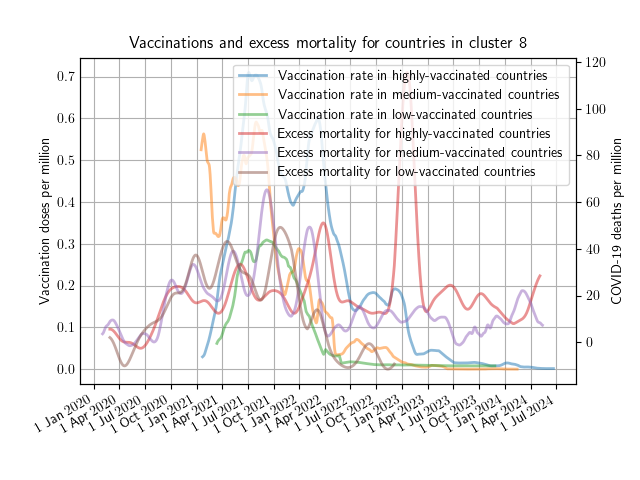 Vaccinations and excess mortality for countries in cluster 8
Vaccination rate in highly-vaccinated countries
Vaccination rate in medium-vaccinated countries
Vaccination rate in low-vaccinated countries
Excess mortality for highly-vaccinated countries
Excess mortality for medium-vaccinated countries
Excess mortality for low-vaccinated countries
Vaccination doses per million
0.7
0.6
0.5
0.4
0.3
0.2
0.1
0.0
120
100
80
60
40
20
0
COVID-19 deaths per million
1 Jan 2020
1 Apr 2020
1 Jul 2020
1 Oct 2020
1 Jan 2021
1 Apr 2021
1 Jul 2021
1 Oct 2021
1 Jan 2022
1 Apr 2022
1 Jul 2022
1 Oct 2022
1 Jan 2023
1 Apr 2023
1 Jul 2023
1 Oct 2023
1 Jan 2024
1 Apr 2024
1 Jul 2024